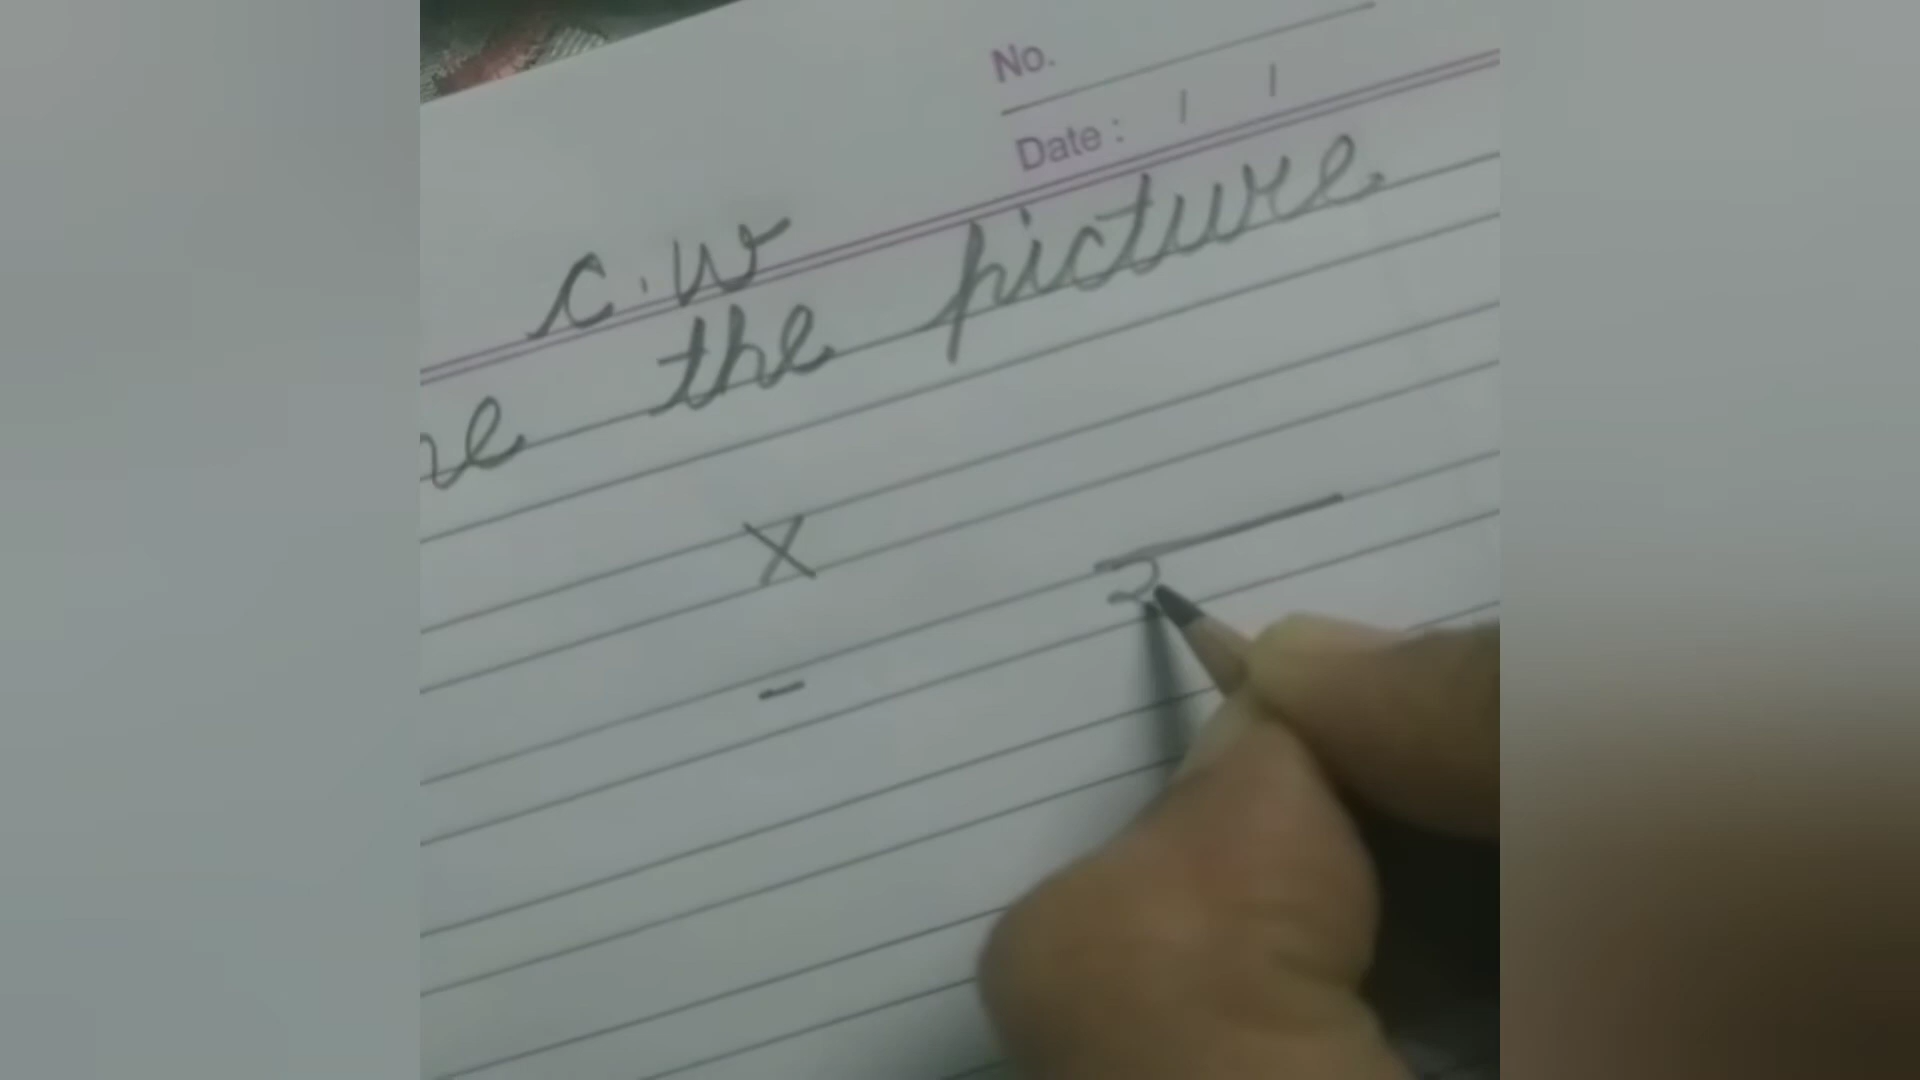 No.
Date : / /
C.W
the picture.
X
-